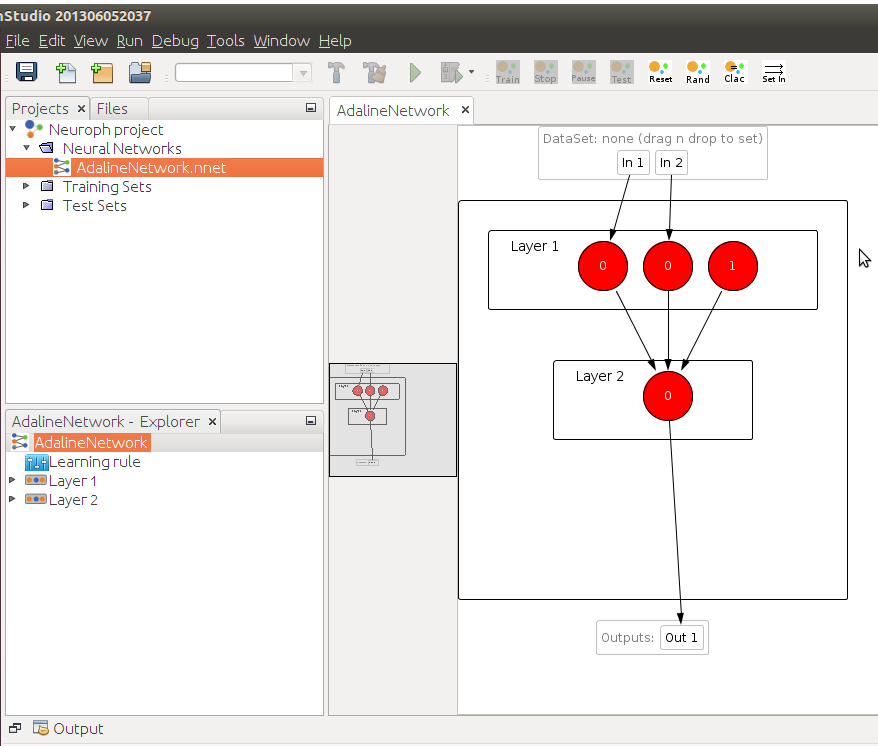 nStudio 201306052037
File Edit View Run Debug Tools Window Help
Train Stop Pause Test Reset Rand Clac Set In
Projects × Files
Neuroph project
Neural Networks
AdalineNetwork.nnet
Training Sets
Test Sets
AdalineNetwork - Explorer ×
AdalineNetwork
Learning rule
Layer 1
Layer 2
AdalineNetwork ×
DataSet: none (drag n drop to set)
In 1 In 2
Layer 1 0 0 1
Layer 2 0
Outputs: Out 1
Output